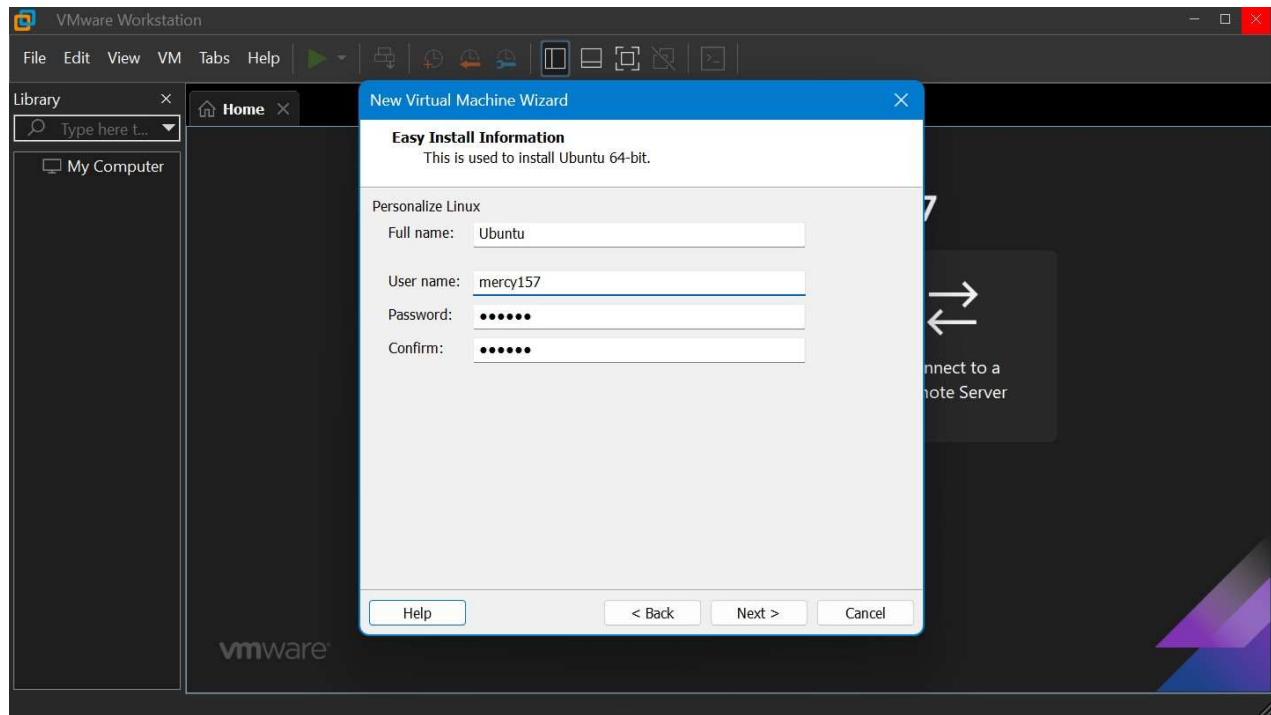 VMware Workstation
File Edit View VM Tabs Help
Library
Type here t...
My Computer
Home
New Virtual Machine Wizard
Easy Install Information
This is used to install Ubuntu 64-bit.
Personalize Linux
Full name: Ubuntu
User name: mercy157
Password: ●●●●●●
Confirm: ●●●●●●
Help < Back Next > Cancel
7
nnect to a
ote Server
vmware